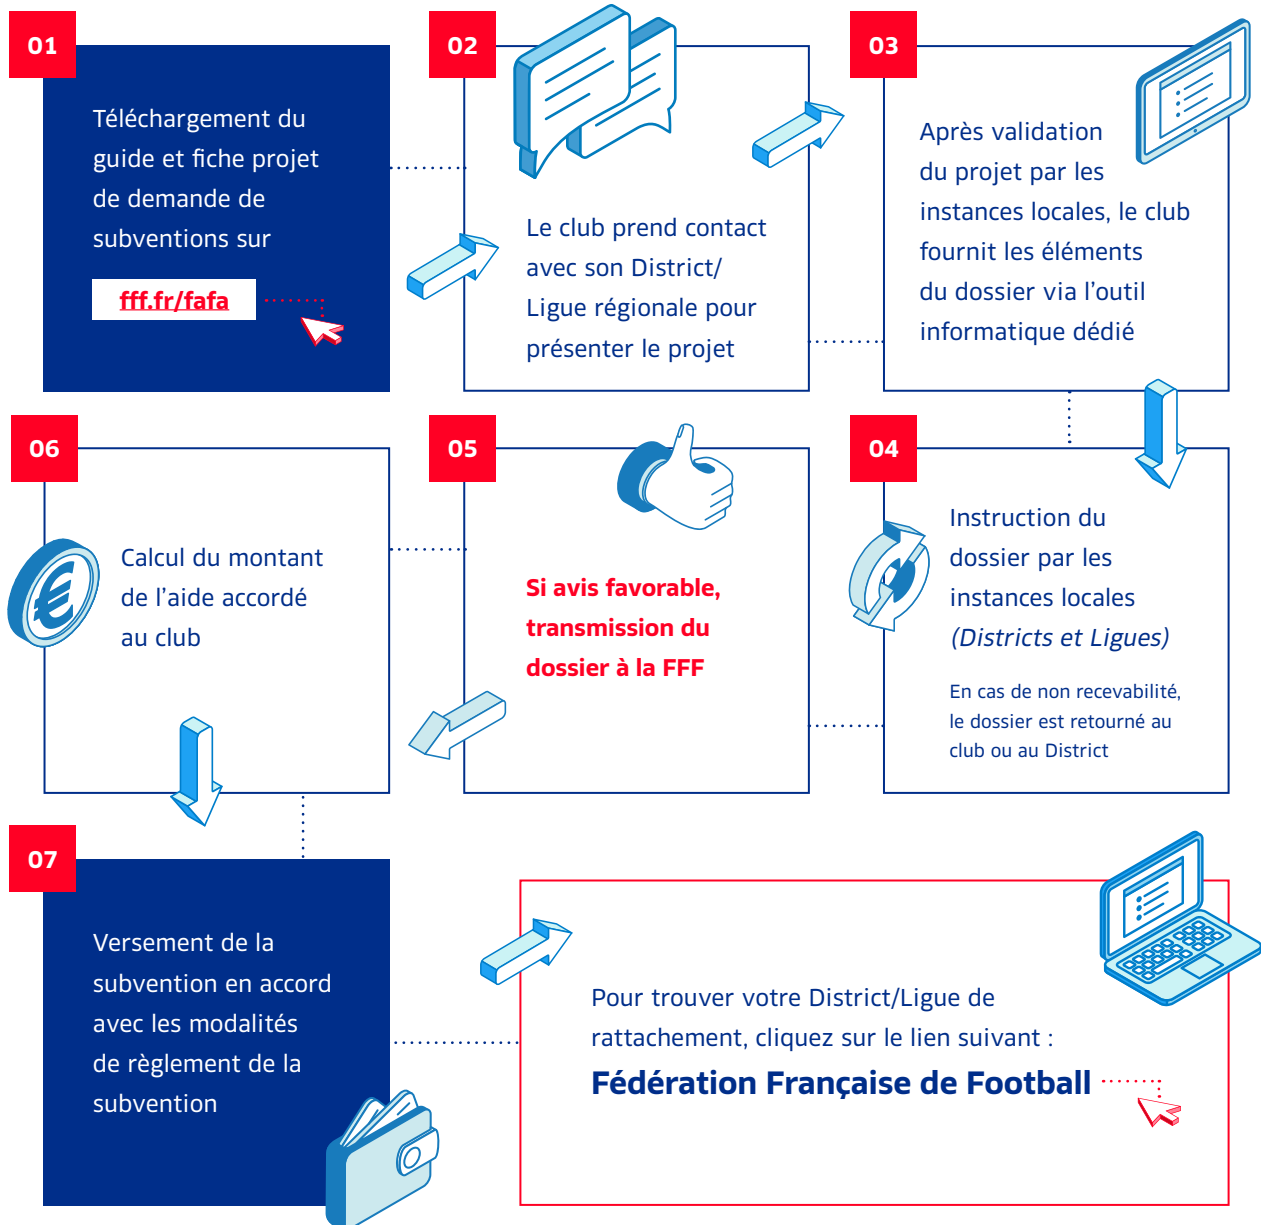 01
Téléchargement du
guide et fiche projet
de demande de
subventions sur
fff.fr/fafa
02
Le club prend contact
avec son District/
Ligue régionale pour
présenter le projet
03
Après validation
du projet par les
instances locales, le club
fournit les éléments
du dossier via l’outil
informatique dédié
04
Instruction du
dossier par les
instances locales
(Districts et Ligues)
En cas de non recevabilité,
le dossier est retourné au
club ou au District
05
Si avis favorable,
transmission du
dossier à la FFF
06
Calcul du montant
de l’aide accordé
au club
07
Versement de la
subvention en accord
avec les modalités
de règlement de la
subvention
Pour trouver votre District/Ligue de
rattachement, cliquez sur le lien suivant :
Fédération Française de Football